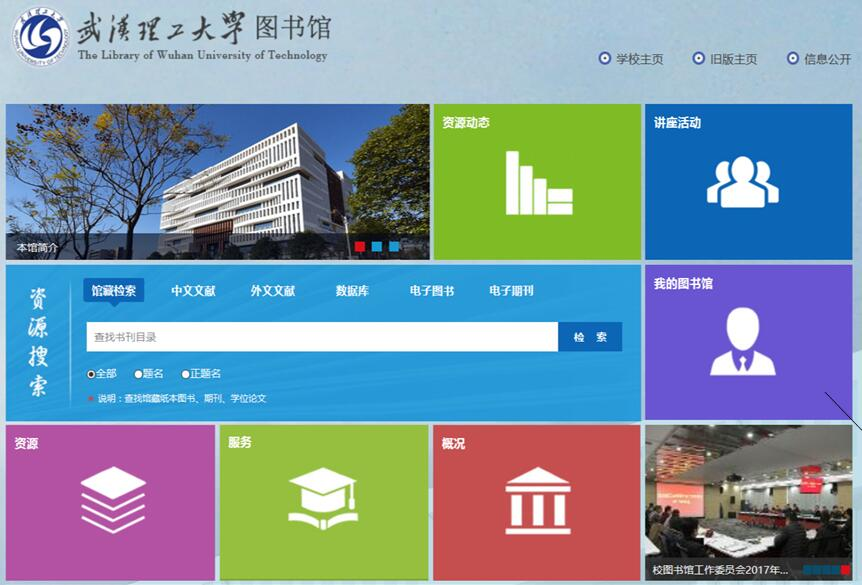 武汉理工大学 图书馆
The Library of Wuhan University of Technology
学校主页 旧版主页 信息公开
本馆简介
资源动态
讲座活动
资源搜索
馆藏检索 中文文献 外文文献 数据库 电子图书 电子期刊
查找书刊目录
检 索
全部 题名 正题名
* 说明：查找馆藏纸本图书、期刊、学位论文
我的图书馆
资源
服务
概况
校图书馆工作委员会2017年...